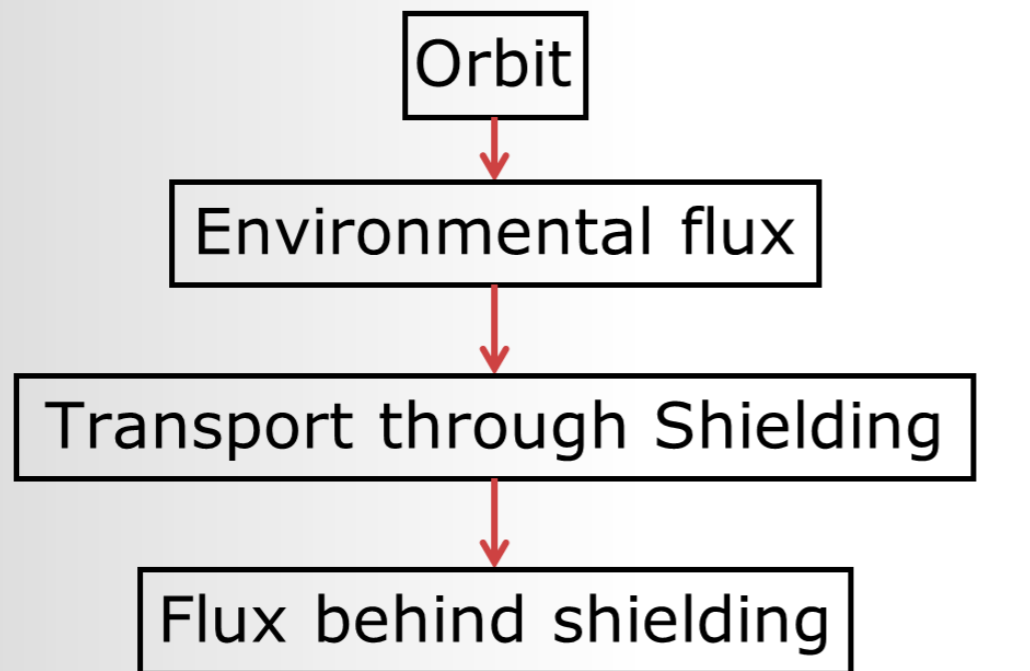 Orbit
Environmental flux
Transport through Shielding
Flux behind shielding